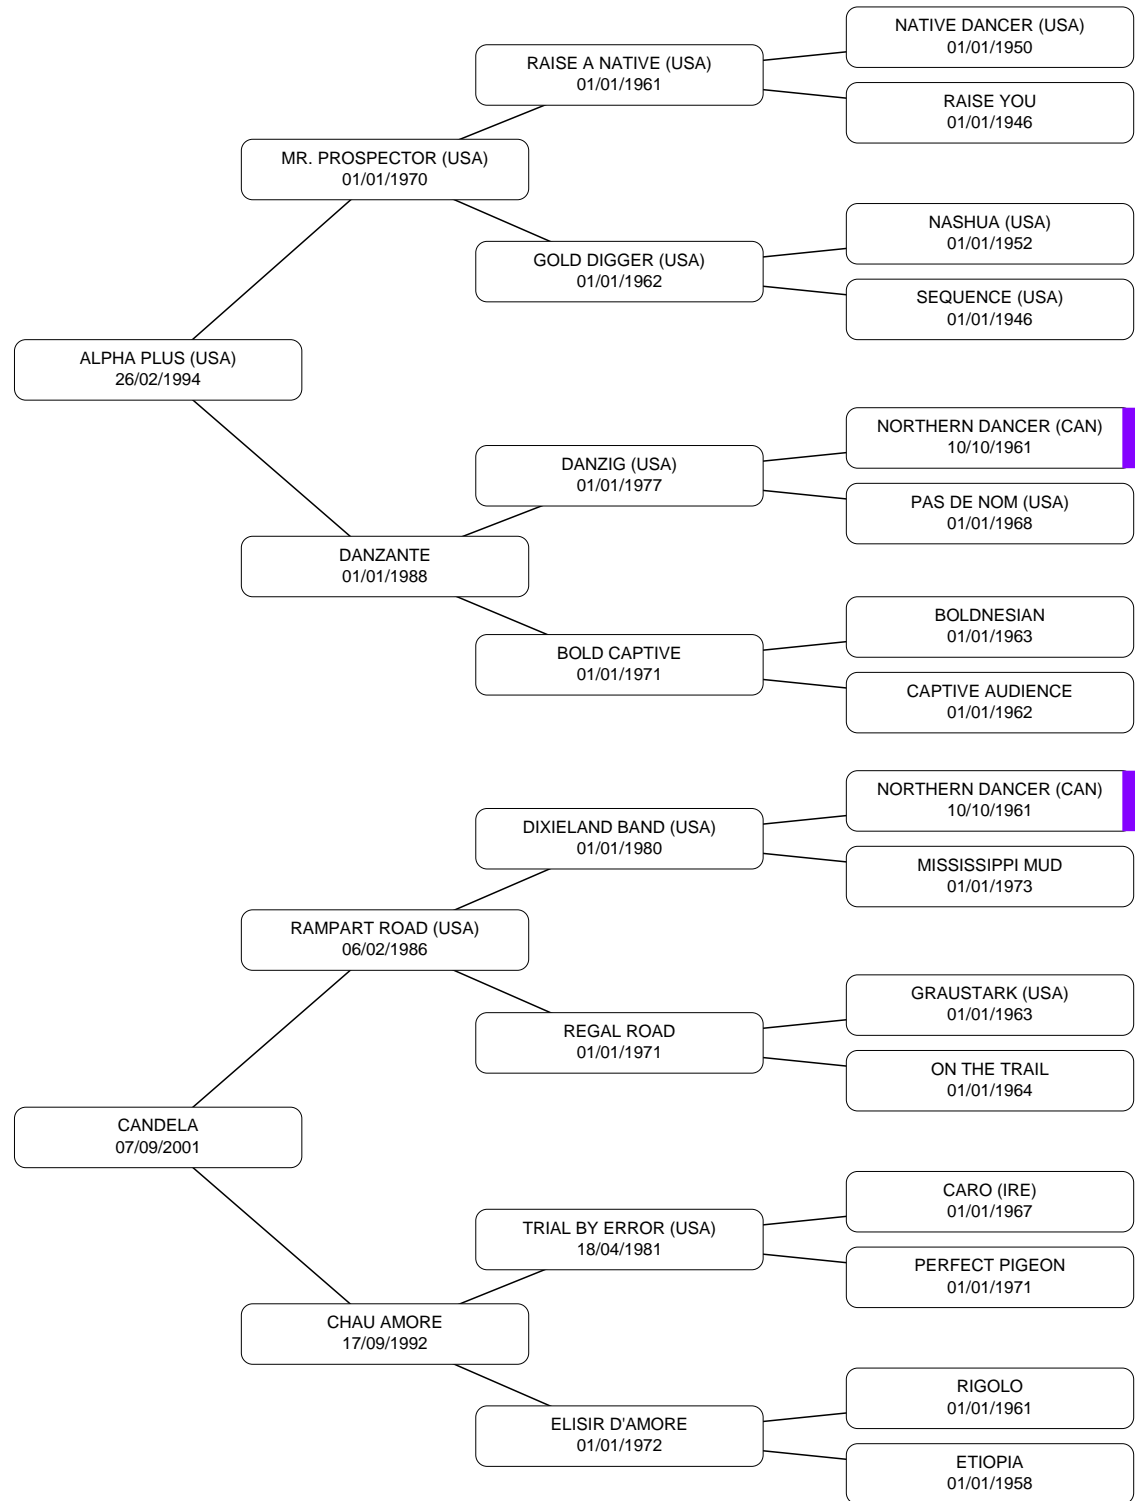 NATIVE DANCER (USA)
01/01/1950
RAISE A NATIVE (USA)
01/01/1961
RAISE YOU
01/01/1946
MR. PROSPECTOR (USA)
01/01/1970
NASHUA (USA)
01/01/1952
GOLD DIGGER (USA)
01/01/1962
SEQUENCE (USA)
01/01/1946
ALPHA PLUS (USA)
26/02/1994
NORTHERN DANCER (CAN)
10/10/1961
DANZIG (USA)
01/01/1977
PAS DE NOM (USA)
01/01/1968
DANZANTE
01/01/1988
BOLDNESIAN
01/01/1963
BOLD CAPTIVE
01/01/1971
CAPTIVE AUDIENCE
01/01/1962
NORTHERN DANCER (CAN)
10/10/1961
DIXIELAND BAND (USA)
01/01/1980
MISSISSIPPI MUD
01/01/1973
RAMPART ROAD (USA)
06/02/1986
GRAUSTARK (USA)
01/01/1963
REGAL ROAD
01/01/1971
ON THE TRAIL
01/01/1964
CANDELA
07/09/2001
CARO (IRE)
01/01/1967
TRIAL BY ERROR (USA)
18/04/1981
PERFECT PIGEON
01/01/1971
CHAU AMORE
17/09/1992
RIGOLO
01/01/1961
ELISIR D'AMORE
01/01/1972
ETIOPIA
01/01/1958